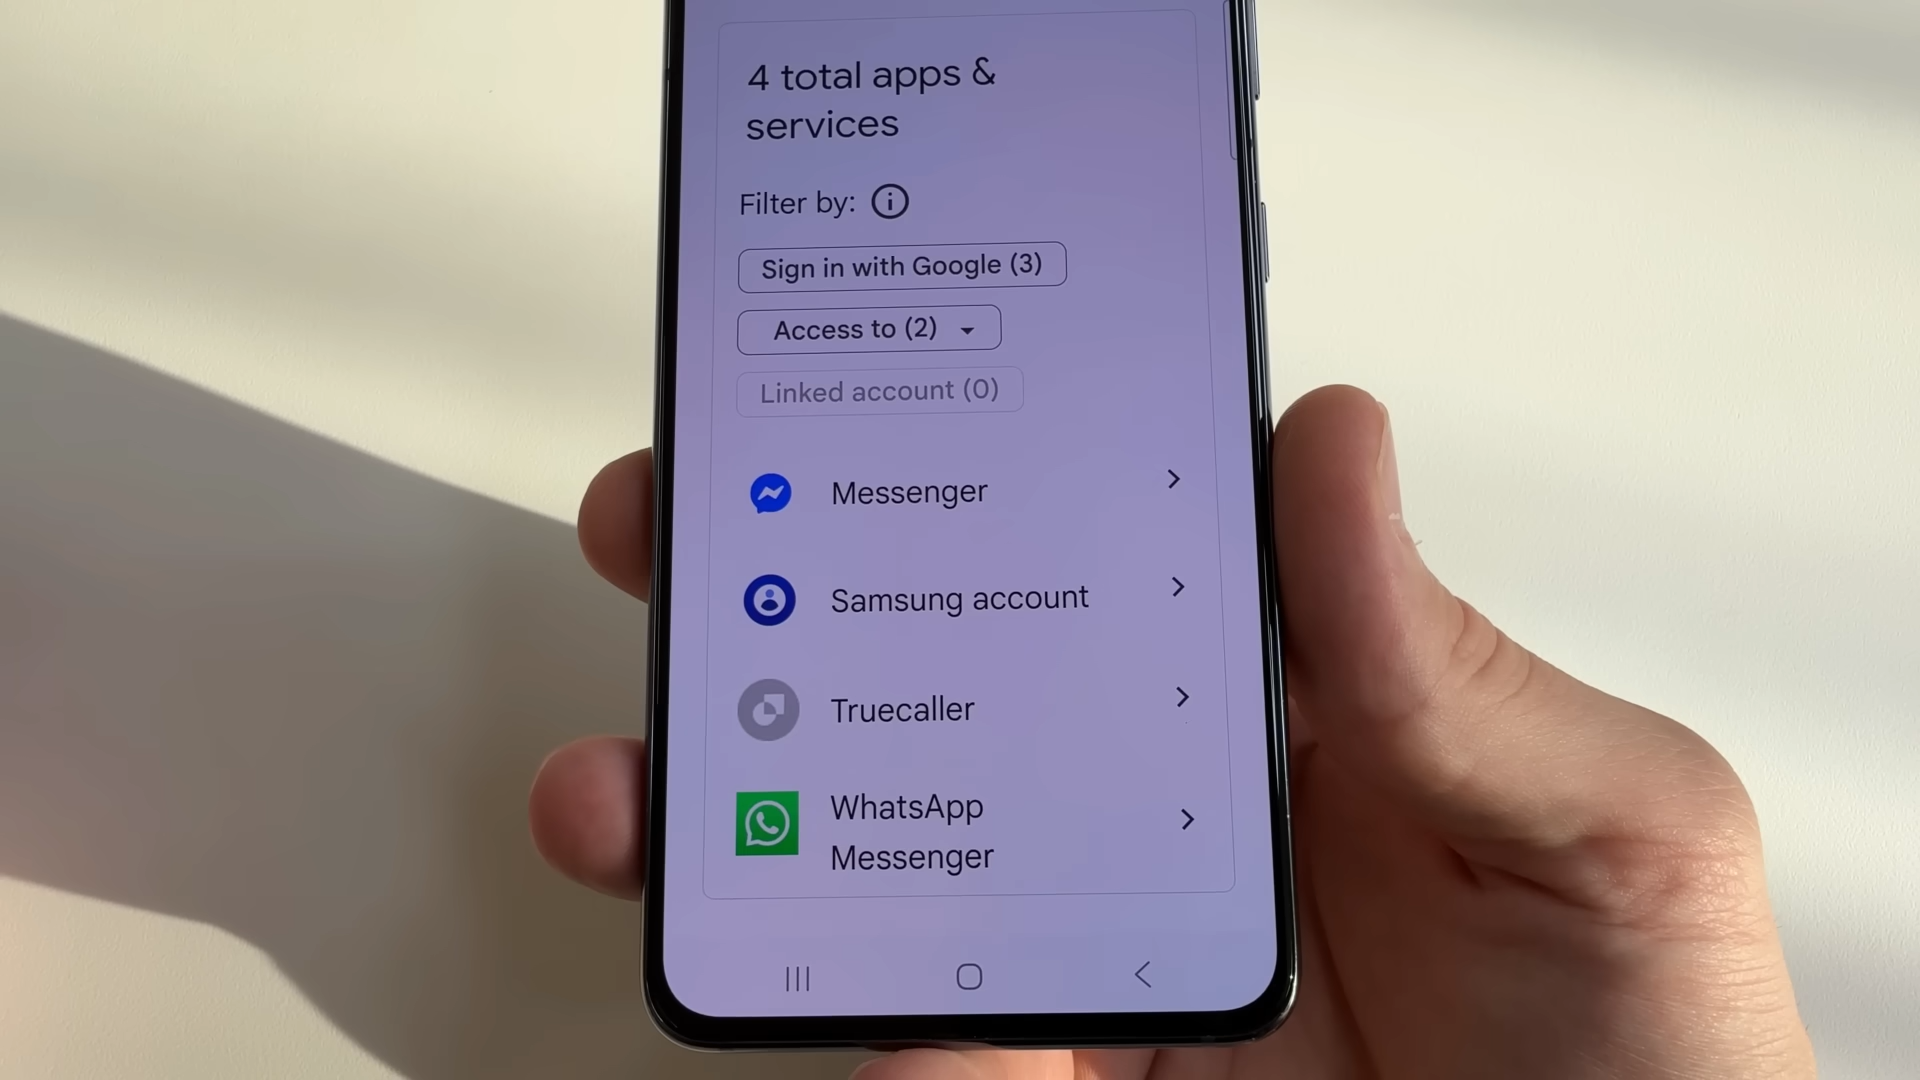 4 total apps &
services
Filter by:
Sign in with Google (3)
Access to (2)
Linked account (0)
Messenger
Samsung account
Truecaller
WhatsApp
Messenger